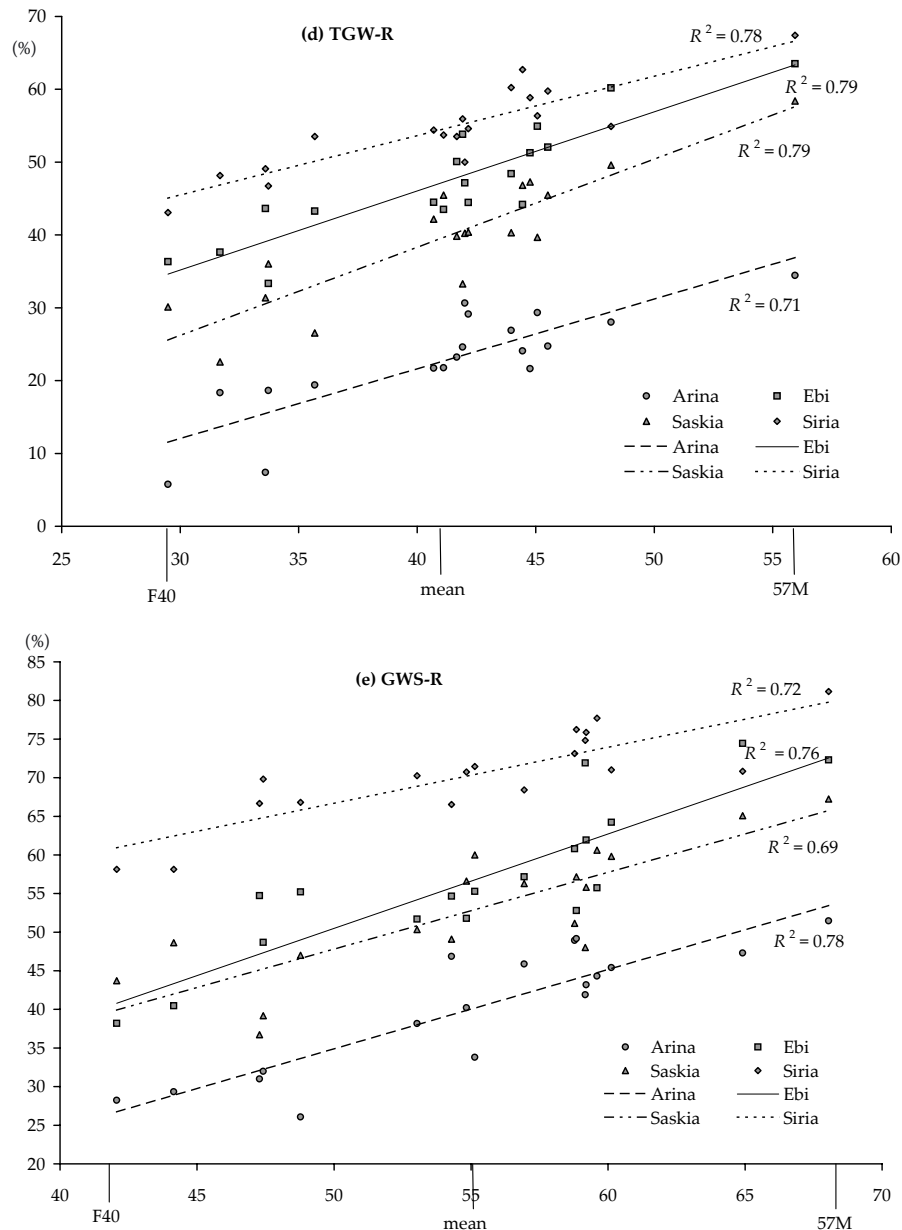 (d) TGW-R
(%)
70
60
50
40
30
20
10
0
R² = 0.78
R² = 0.79
R² = 0.79
R² = 0.71
Arina Ebi
Saskia Siria
Arina Ebi
Saskia Siria
25 30 35 40 45 50 55 60
F40 mean 57M
(%)
(e) GWS-R
85
80
75
70
65
60
55
50
45
40
35
30
25
20
R² = 0.72
R² = 0.76
R² = 0.69
R² = 0.78
Arina Ebi
Saskia Siria
Arina Ebi
Saskia Siria
40 45 50 55 60 65 70
F40 mean 57M